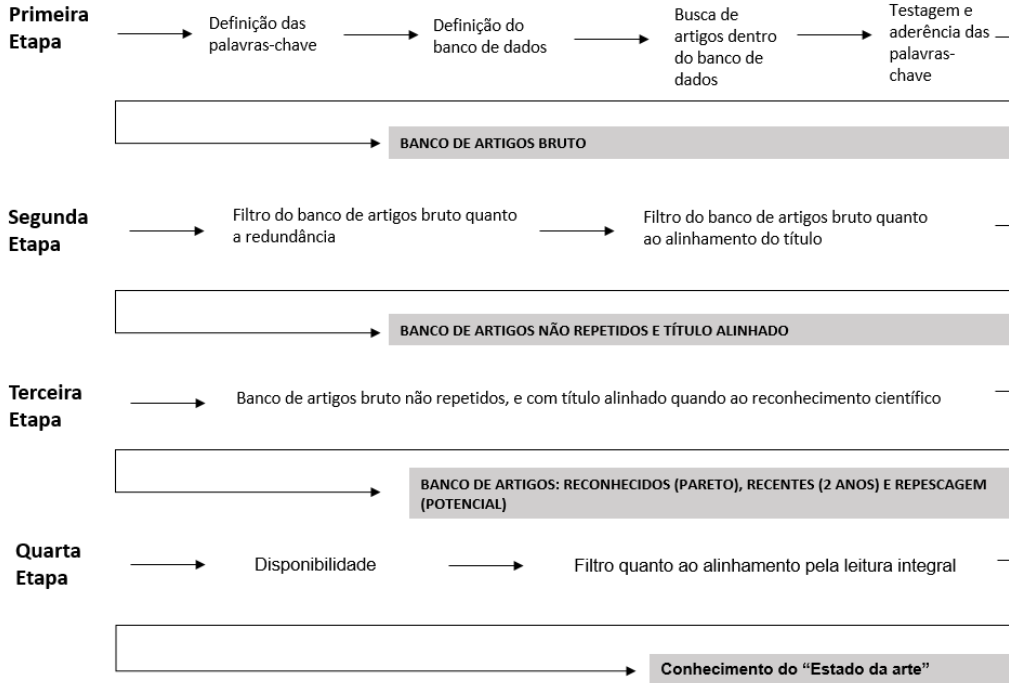 Primeira
Etapa
Definição das
palavras-chave
Definição do
banco de dados
Busca de
artigos dentro
do banco de
dados
Testagem e
aderência das
palavras-
chave
BANCO DE ARTIGOS BRUTO
Segunda
Etapa
Filtro do banco de artigos bruto quanto
a redundância
Filtro do banco de artigos bruto quanto
ao alinhamento do título
BANCO DE ARTIGOS NÃO REPETIDOS E TÍTULO ALINHADO
Terceira
Etapa
Banco de artigos bruto não repetidos, e com título alinhado quando ao reconhecimento científico
BANCO DE ARTIGOS: RECONHECIDOS (PARETO), RECENTES (2 ANOS) E REPESCAGEM
(POTENCIAL)
Quarta
Etapa
Disponibilidade
Filtro quanto ao alinhamento pela leitura integral
Conhecimento do “Estado da arte”